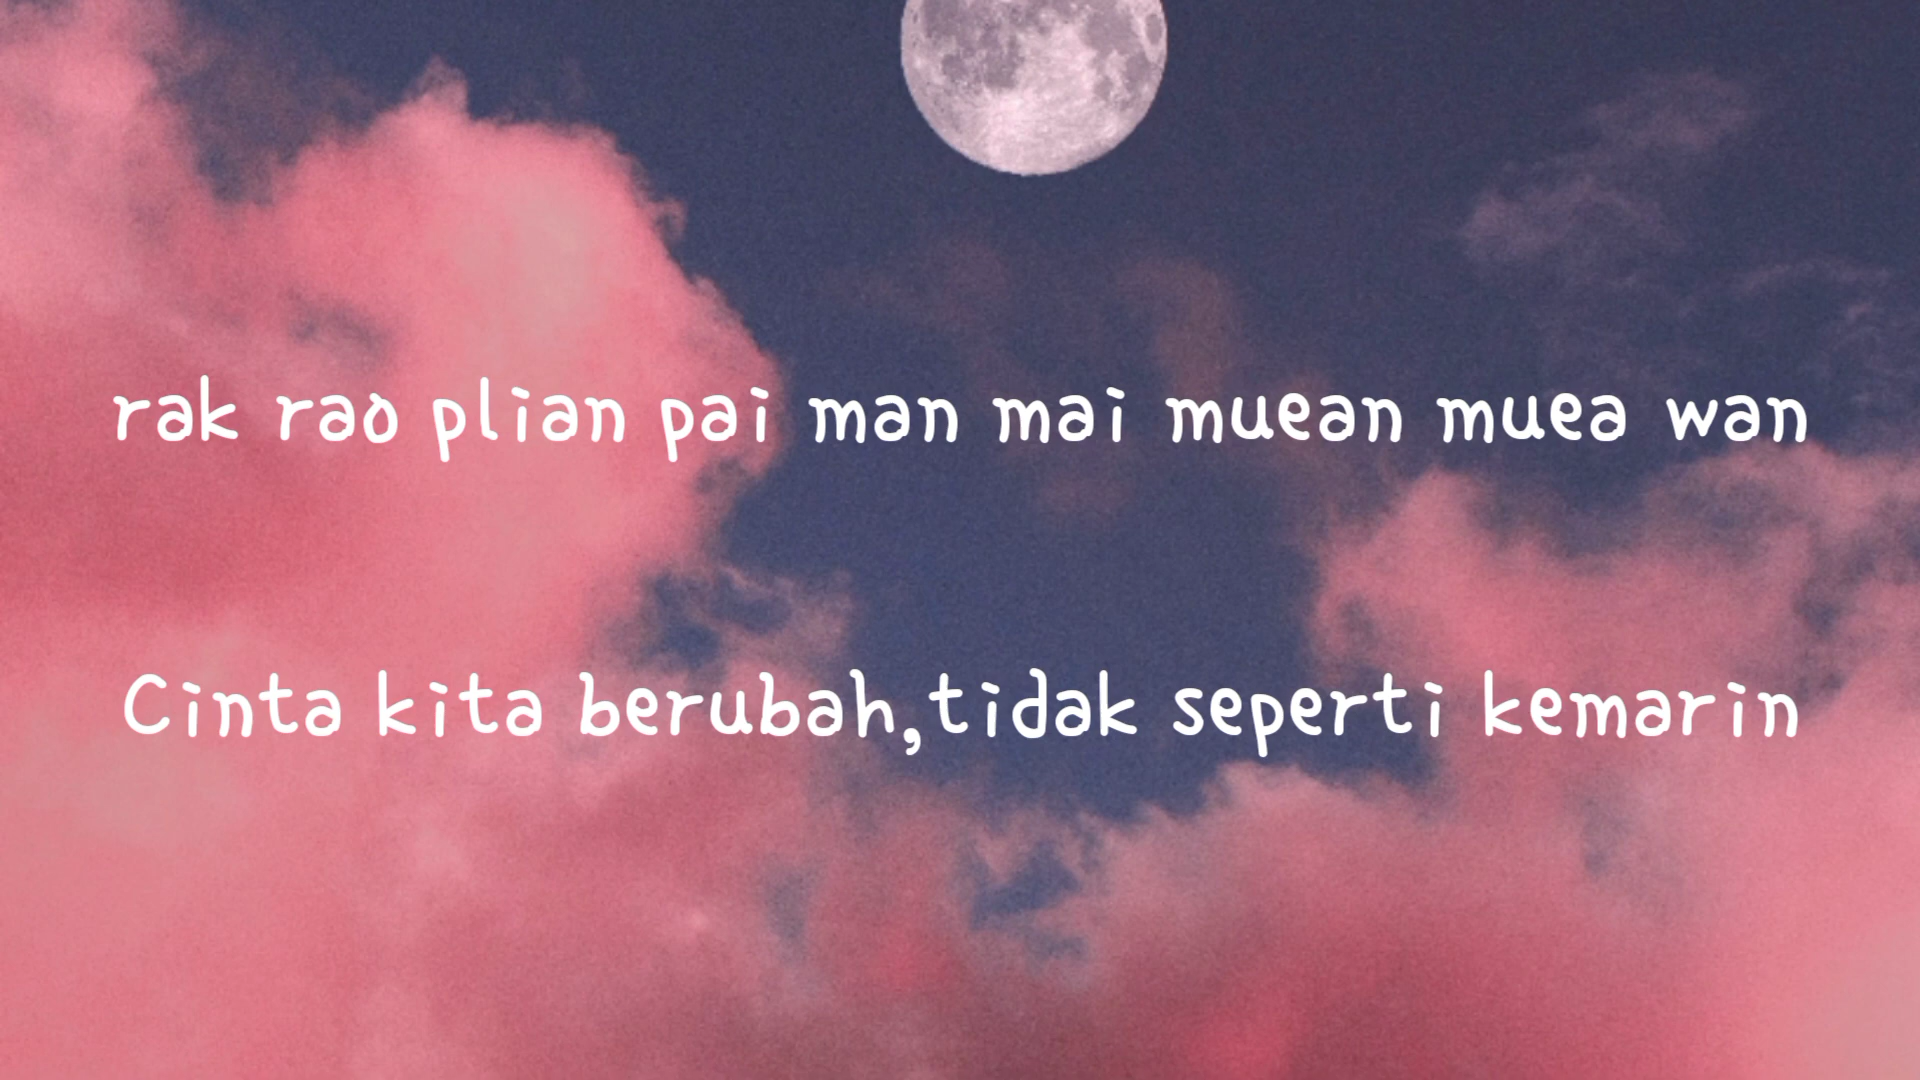 rak rao plian pai man mai muean muea wan
Cinta kita berubah,tidak seperti kemarin